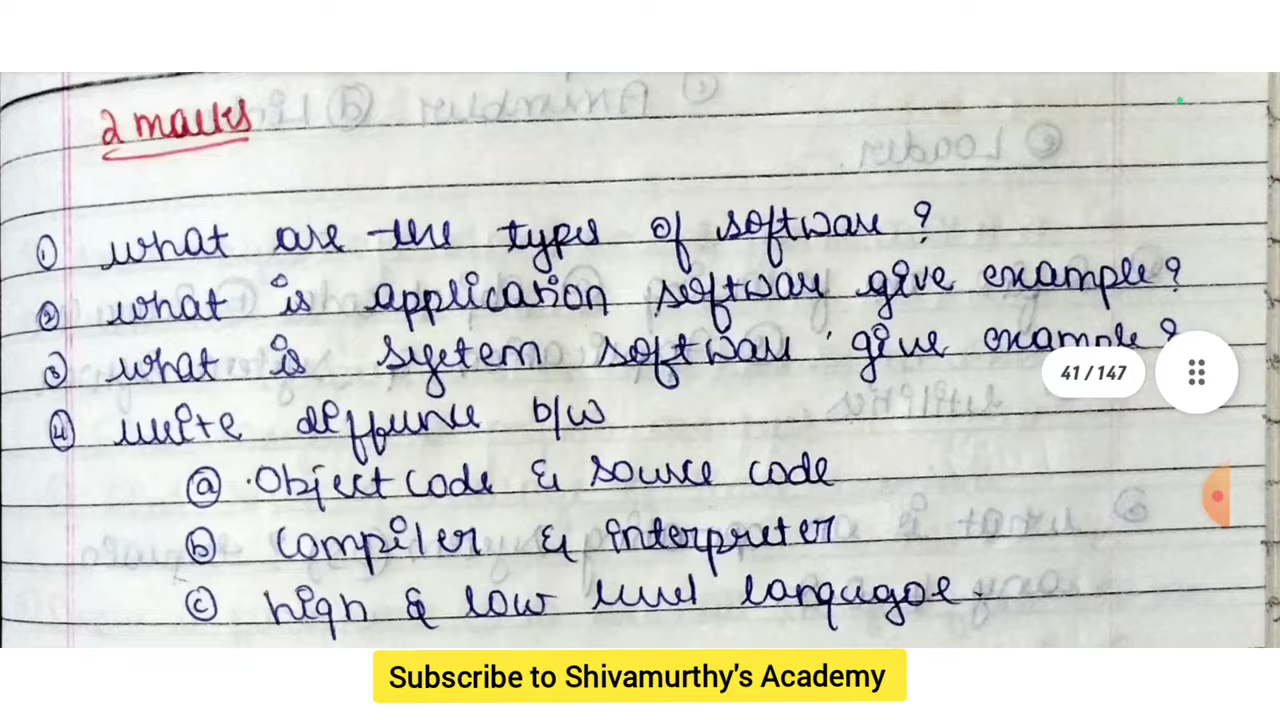 2 marks
① what are the types of software?
② what is application software give example?
③ what is system software give example?
④ write diffrence b/w
ⓐ Object code & source code
ⓑ compiler & interpreter
ⓒ high & low level language.
41 / 147
Subscribe to Shivamurthy's Academy